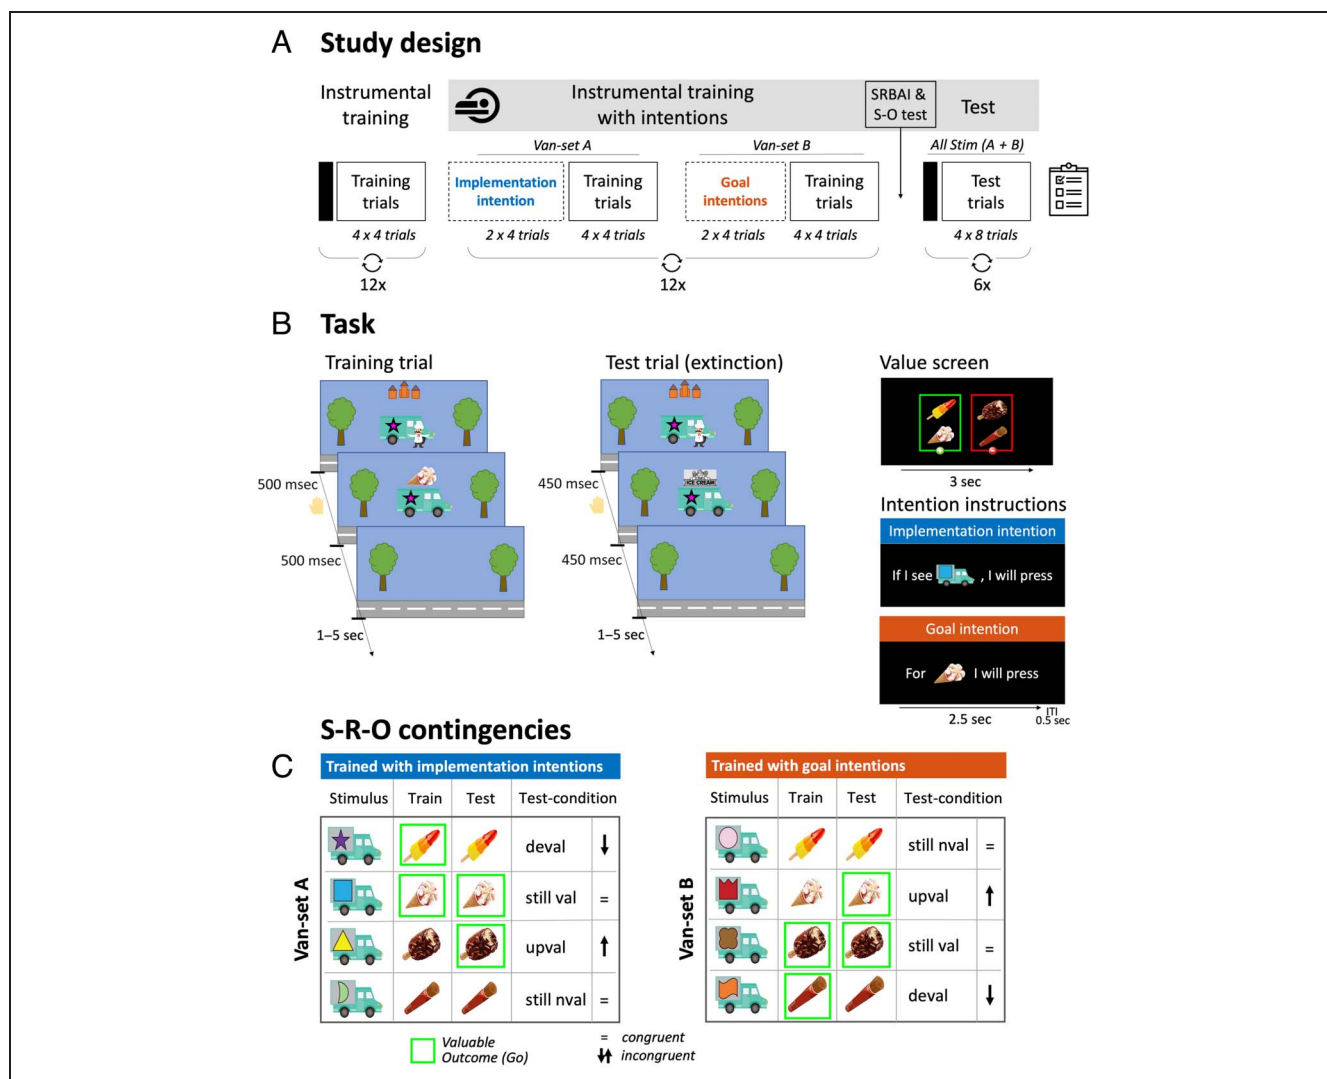 A Study design
Instrumental
training
Instrumental training
with intentions
SRBAI &
S-O test
Test
Van-set A
Van-set B
All Stim (A + B)
Training
trials
Implementation
intention
Training
trials
Goal
intentions
Training
trials
Test
trials
4 x 4 trials
2 x 4 trials
4 x 4 trials
2 x 4 trials
4 x 4 trials
4 x 8 trials
12x
12x
6x
B Task
Training trial
500 msec
500 msec
1–5 sec
Test trial (extinction)
ICE CREAM
450 msec
450 msec
1–5 sec
Value screen
3 sec
Intention instructions
Implementation intention
If I see , I will press
Goal intention
For I will press
2.5 sec
ITI
0.5 sec
S-R-O contingencies
C
Trained with implementation intentions
Stimulus Train Test Test-condition
Van-set A
deval
still val =
upval
still nval =
Trained with goal intentions
Stimulus Train Test Test-condition
Van-set B
still nval =
upval
still val =
deval
Valuable
Outcome (Go)
= congruent
incongruent